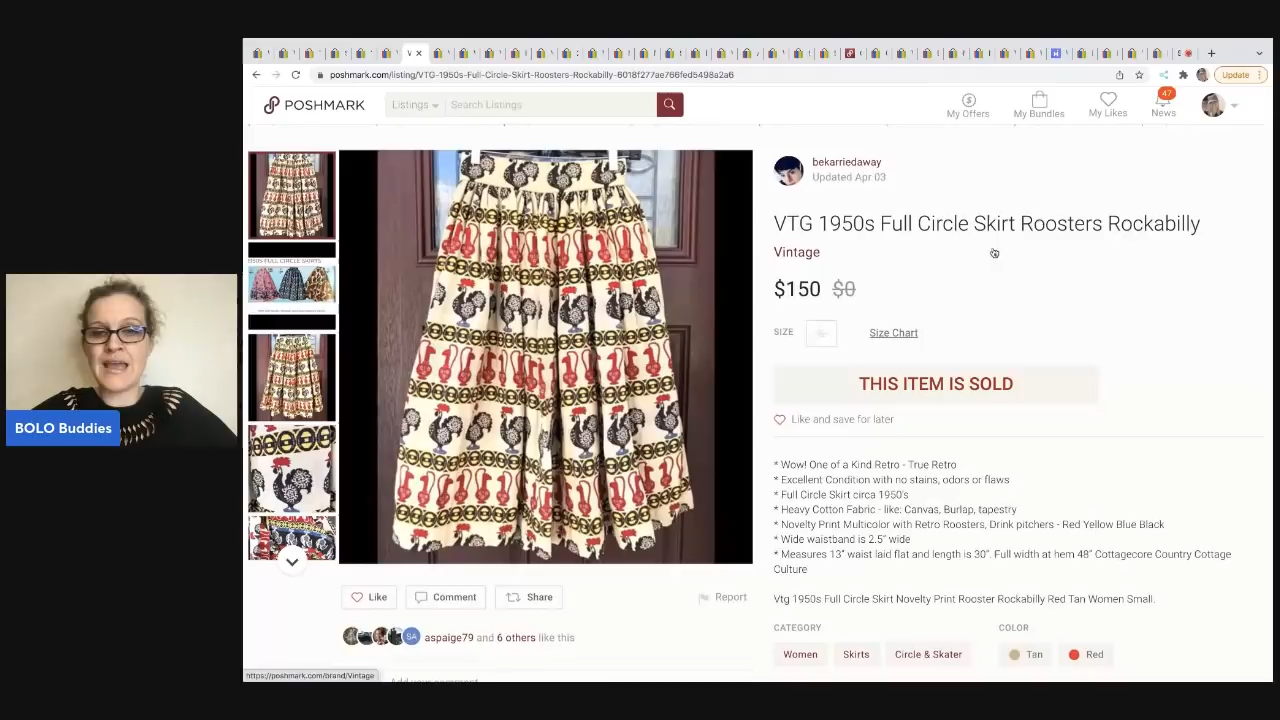 poshmark.com/listing/VTG-1950s-Full-Circle-Skirt-Roosters-Rockabilly-6018f277ae766fed5498a2a6
Update
POSHMARK
Listings
Search Listings
My Offers
My Bundles
My Likes
47
News
bekarriedaway
Updated Apr 03
VTG 1950s Full Circle Skirt Roosters Rockabilly
Vintage
$150 $0
SIZE
Size Chart
THIS ITEM IS SOLD
Like and save for later
* Wow! One of a Kind Retro - True Retro
* Excellent Condition with no stains, odors or flaws
* Full Circle Skirt circa 1950's
* Heavy Cotton Fabric - like: Canvas, Burlap, tapestry
* Novelty Print Multicolor with Retro Roosters, Drink pitchers - Red Yellow Blue Black
* Wide waistband is 2.5" wide
* Measures 13" waist laid flat and length is 30". Full width at hem 48" Cottagecore Country Cottage
Culture
Vtg 1950s Full Circle Skirt Novelty Print Rooster Rockabilly Red Tan Women Small.
CATEGORY
COLOR
Women
Skirts
Circle & Skater
Tan
Red
FULL CIRCLE SKIRTS
Like
Comment
Share
Report
SA
aspaige79 and 6 others like this
https://poshmark.com/brand/Vintage
BOLO Buddies